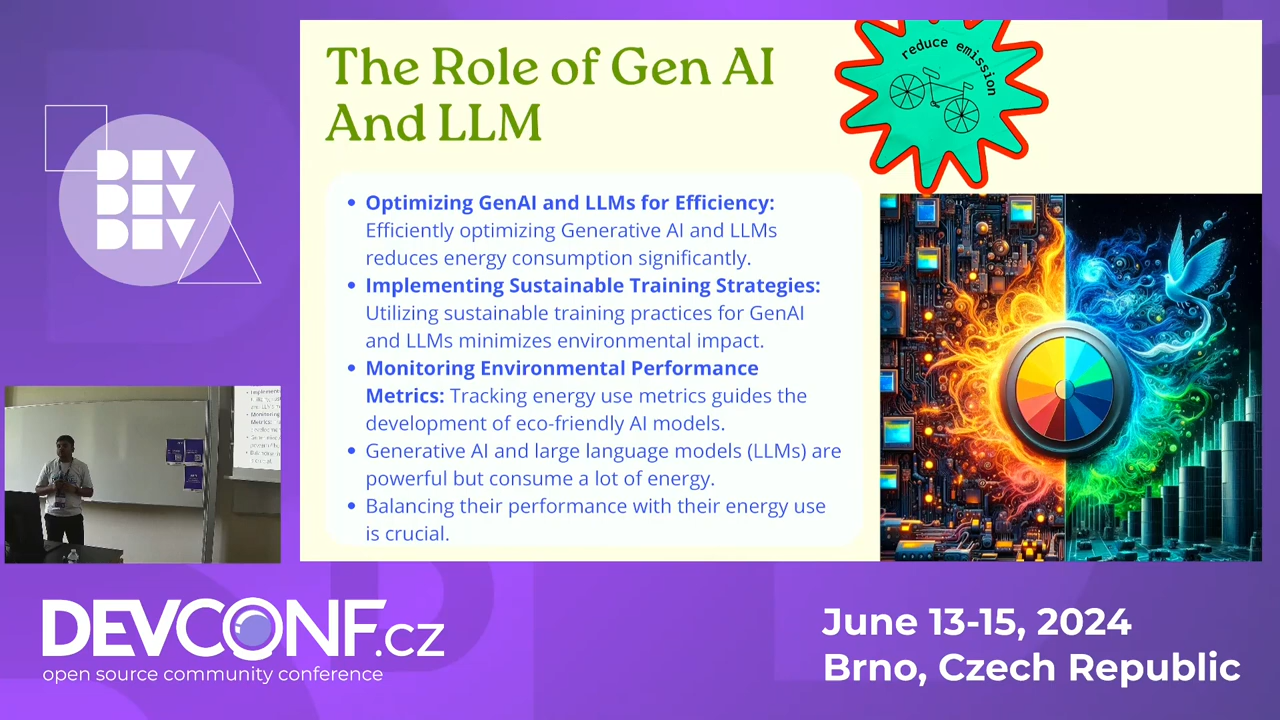 The Role of Gen AI
And LLM
reduce emission
• Optimizing GenAI and LLMs for Efficiency:
Efficiently optimizing Generative AI and LLMs
reduces energy consumption significantly.
• Implementing Sustainable Training Strategies:
Utilizing sustainable training practices for GenAI
and LLMs minimizes environmental impact.
• Monitoring Environmental Performance
Metrics: Tracking energy use metrics guides the
development of eco-friendly AI models.
• Generative AI and large language models (LLMs) are
powerful but consume a lot of energy.
• Balancing their performance with their energy use
is crucial.
DEV
DEV
DEV
DEVCONF.cz
open source community conference
June 13-15, 2024
Brno, Czech Republic